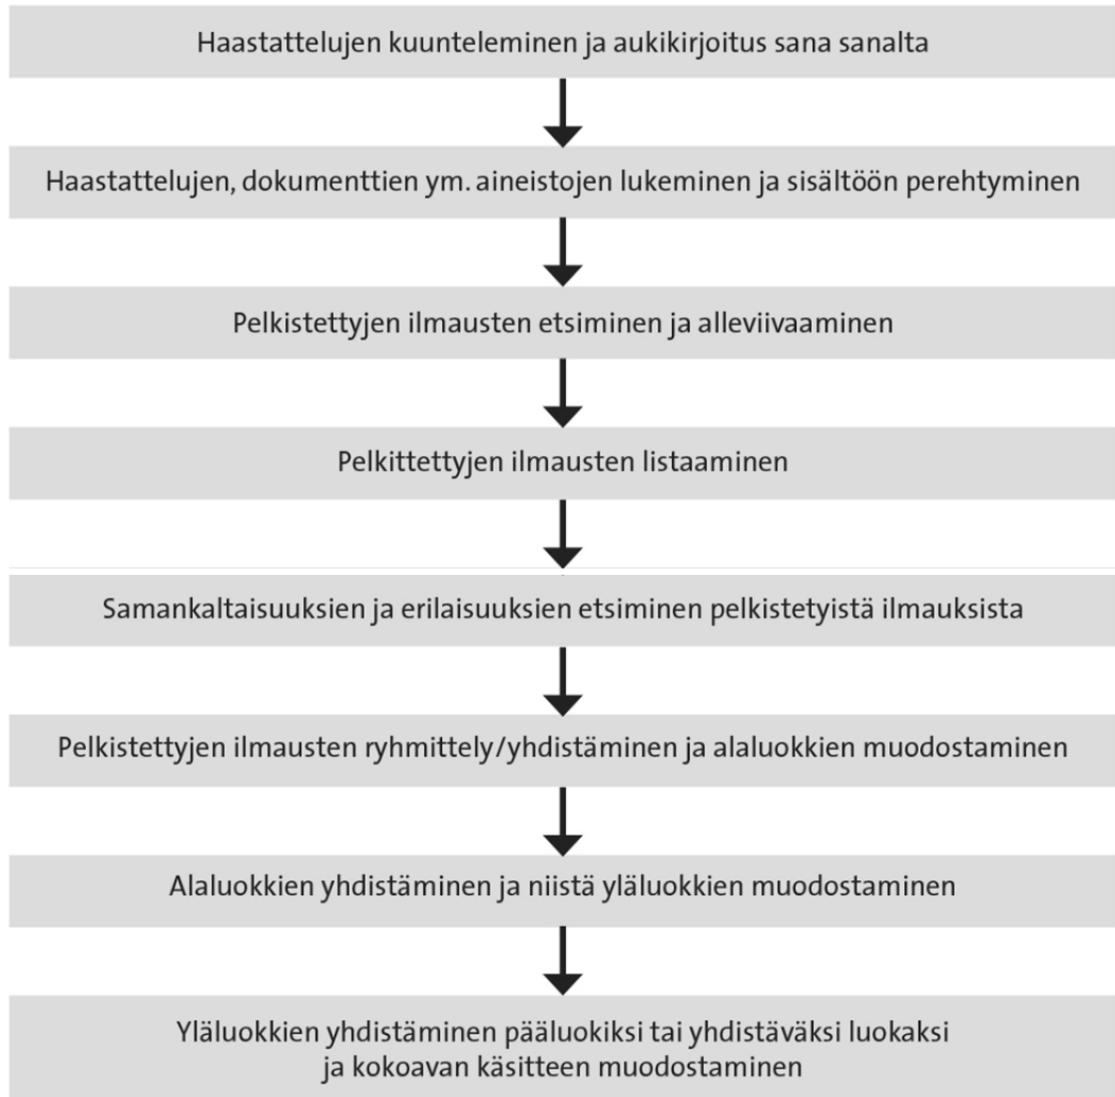 Haastattelujen kuunteleminen ja aukikirjoitus sana sanalta
Haastattelujen, dokumenttien ym. aineistojen lukeminen ja sisältöön perehtyminen
Pelkistettyjen ilmausten etsiminen ja alleviivaaminen
Pelkittettyjen ilmausten listaaminen
Samankaltaisuuksien ja erilaisuuksien etsiminen pelkistetyistä ilmauksista
Pelkistettyjen ilmausten ryhmittely/yhdistäminen ja alaluokkien muodostaminen
Alaluokkien yhdistäminen ja niistä yläluokkien muodostaminen
Yläluokkien yhdistäminen pääluokiksi tai yhdistäväksi luokaksi
ja kokoavan käsitteen muodostaminen